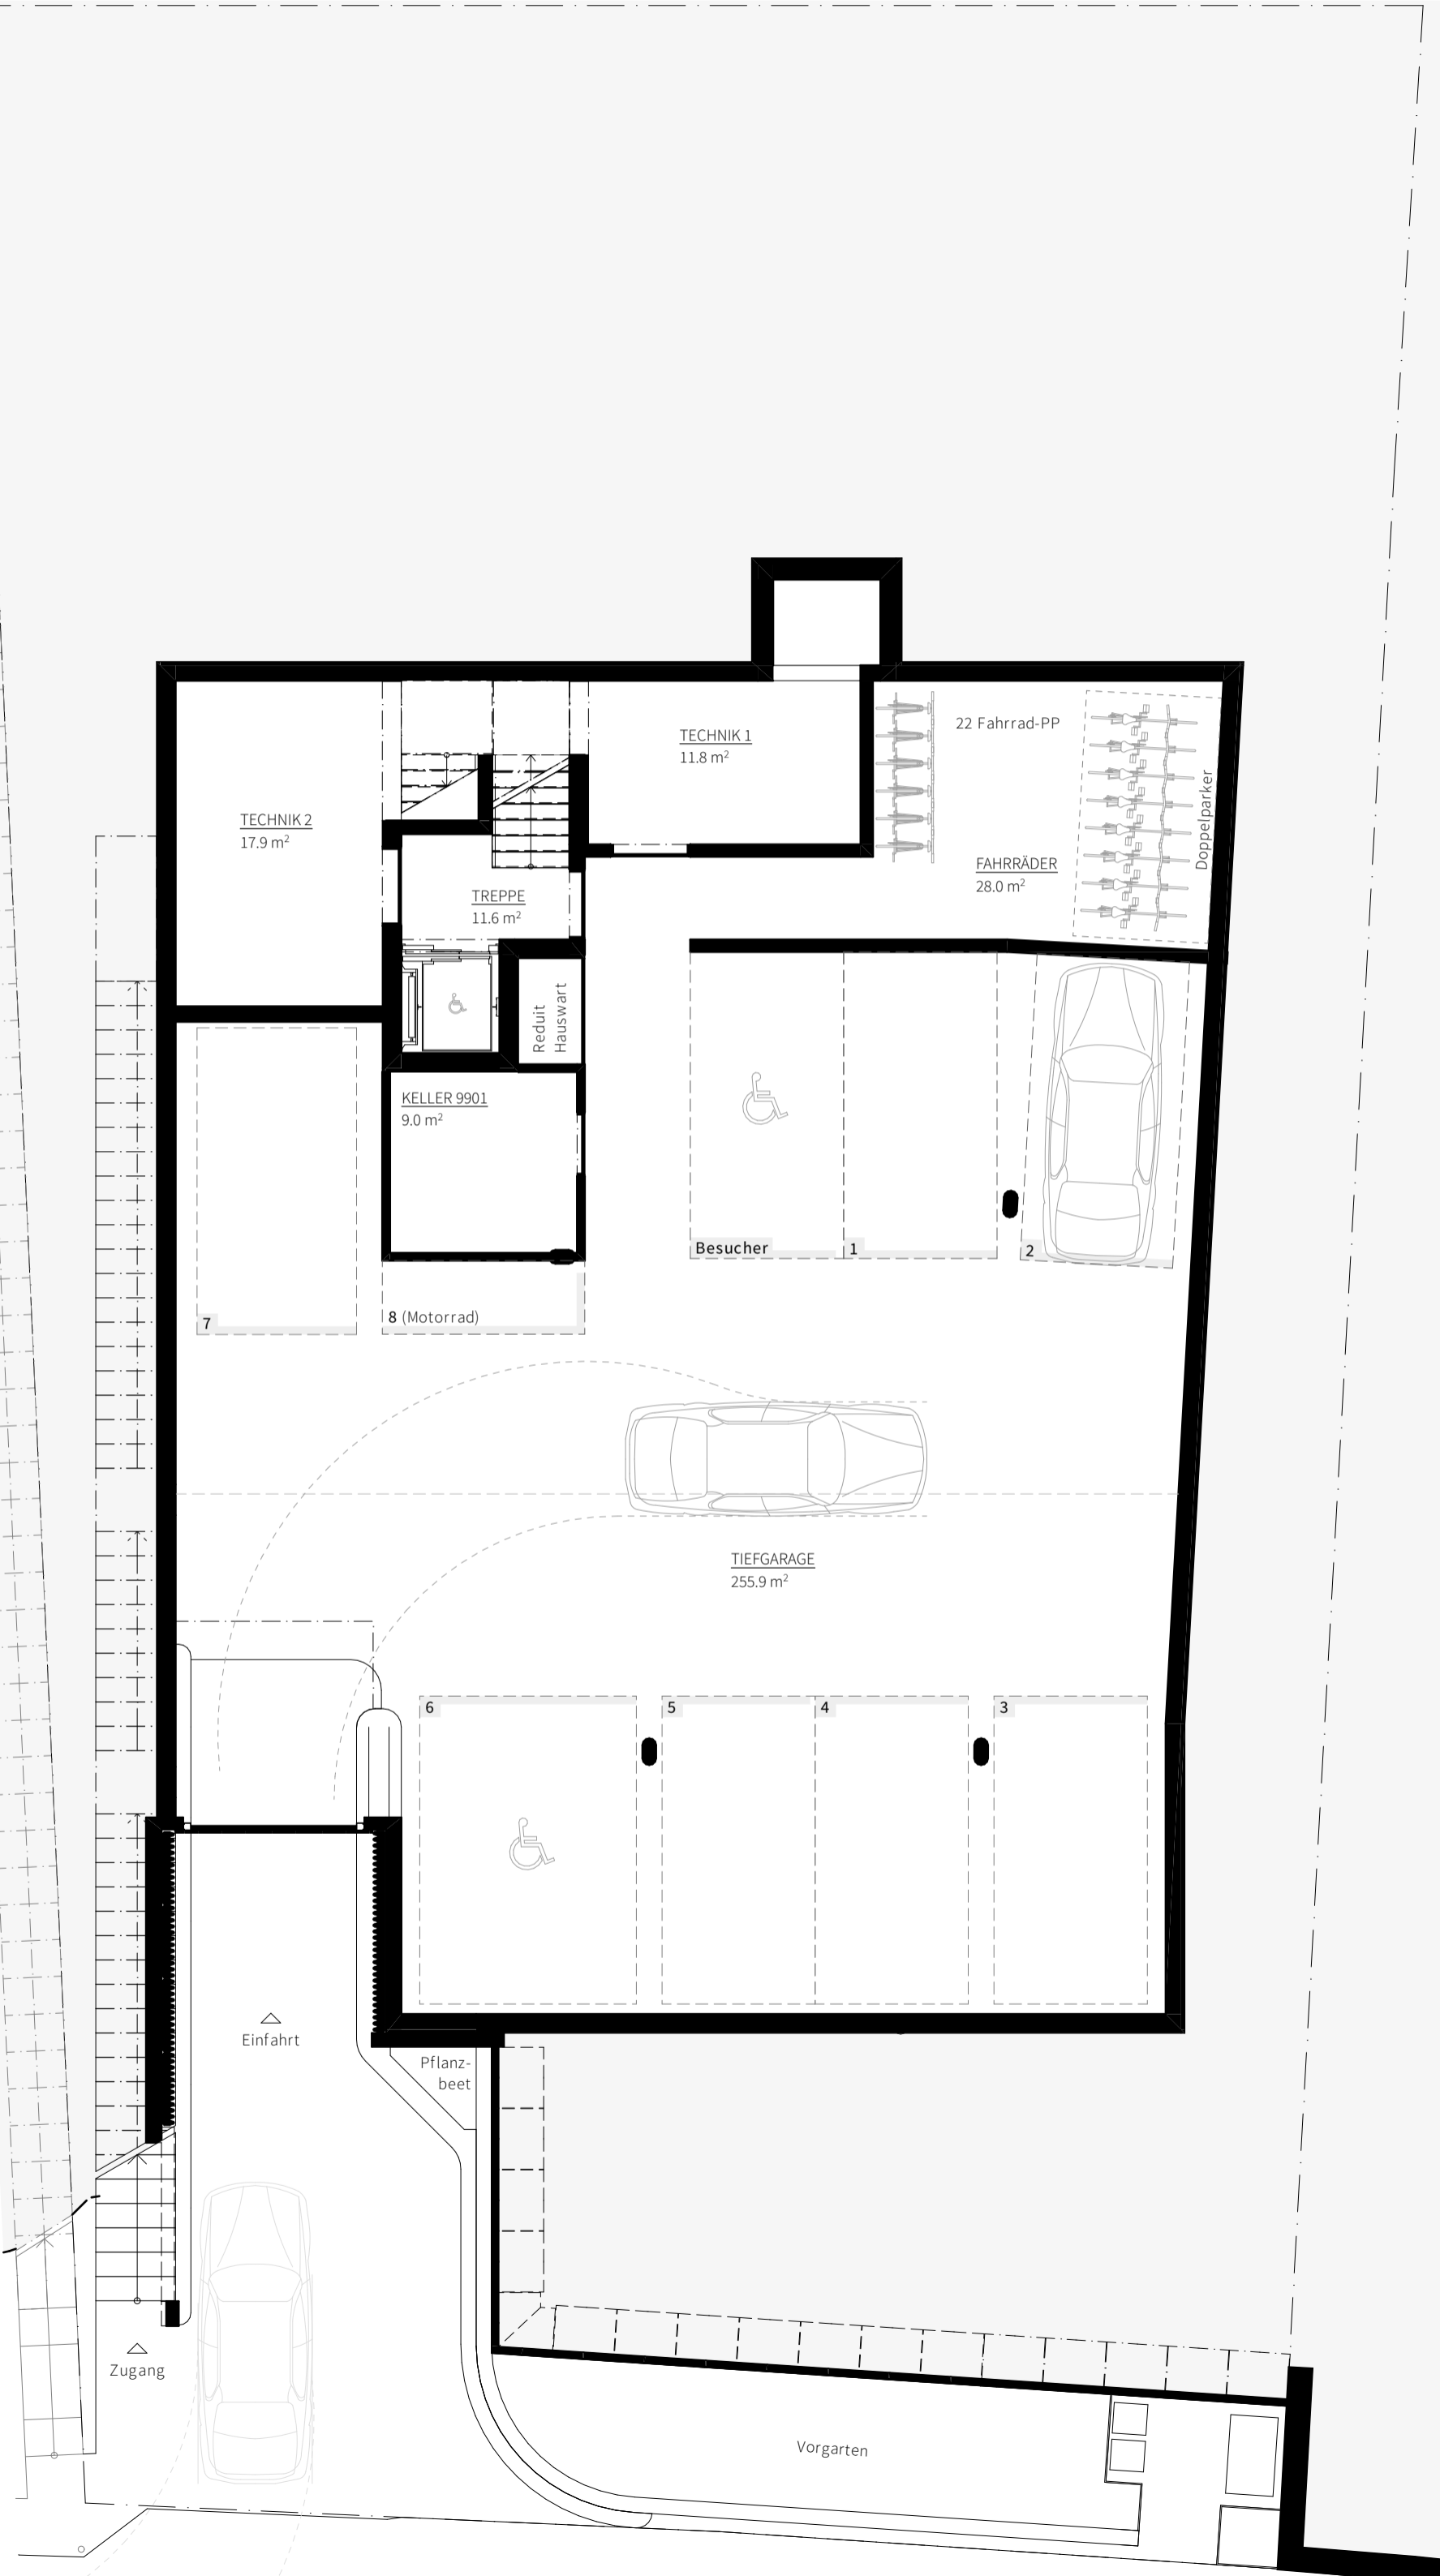 22 Fahrrad-PP
TECHNIK 1
11.8 m²
Doppelparker
TECHNIK 2
17.9 m²
FAHRRÄDER
28.0 m²
TREPPE
11.6 m²
Reduit
Hauswart
KELLER 9901
9.0 m²
Besucher
1
2
7
8 (Motorrad)
TIEFGARAGE
255.9 m²
6
5
4
3
Einfahrt
Pflanz-
beet
Zugang
Vorgarten